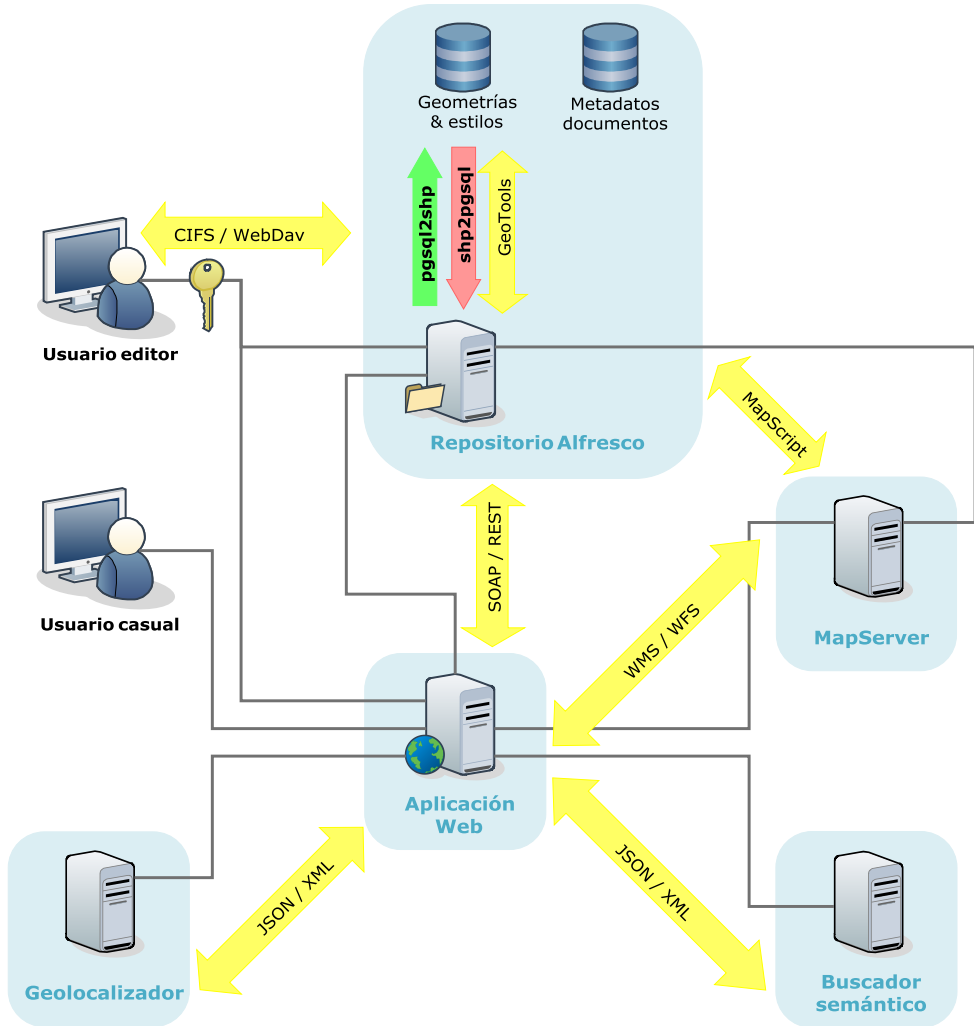 Geometrías
& estilos
Metadatos
documentos
pgsql2shp
shp2pgsql
GeoTools
CIFS / WebDav
Usuario editor
Repositorio Alfresco
MapScript
SOAP / REST
Usuario casual
WMS / WFS
MapServer
Aplicación
Web
JSON / XML
JSON / XML
Geolocalizador
Buscador
semántico